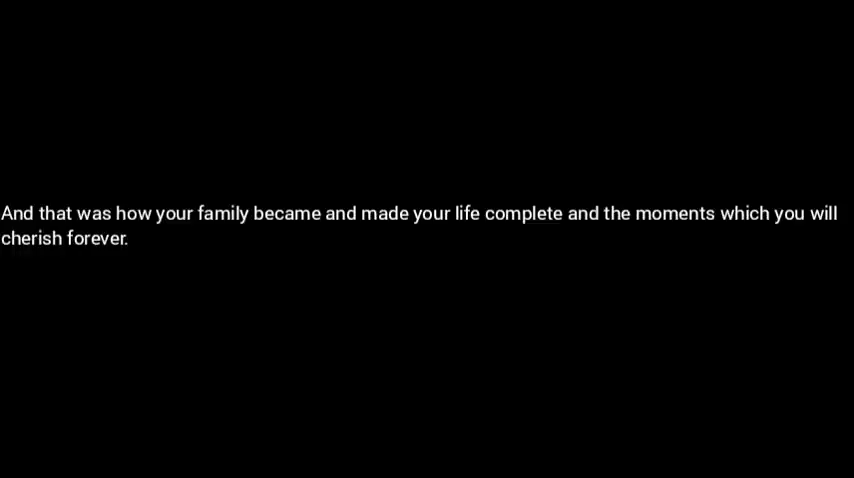 And that was how your family became and made your life complete and the moments which you will
cherish forever.